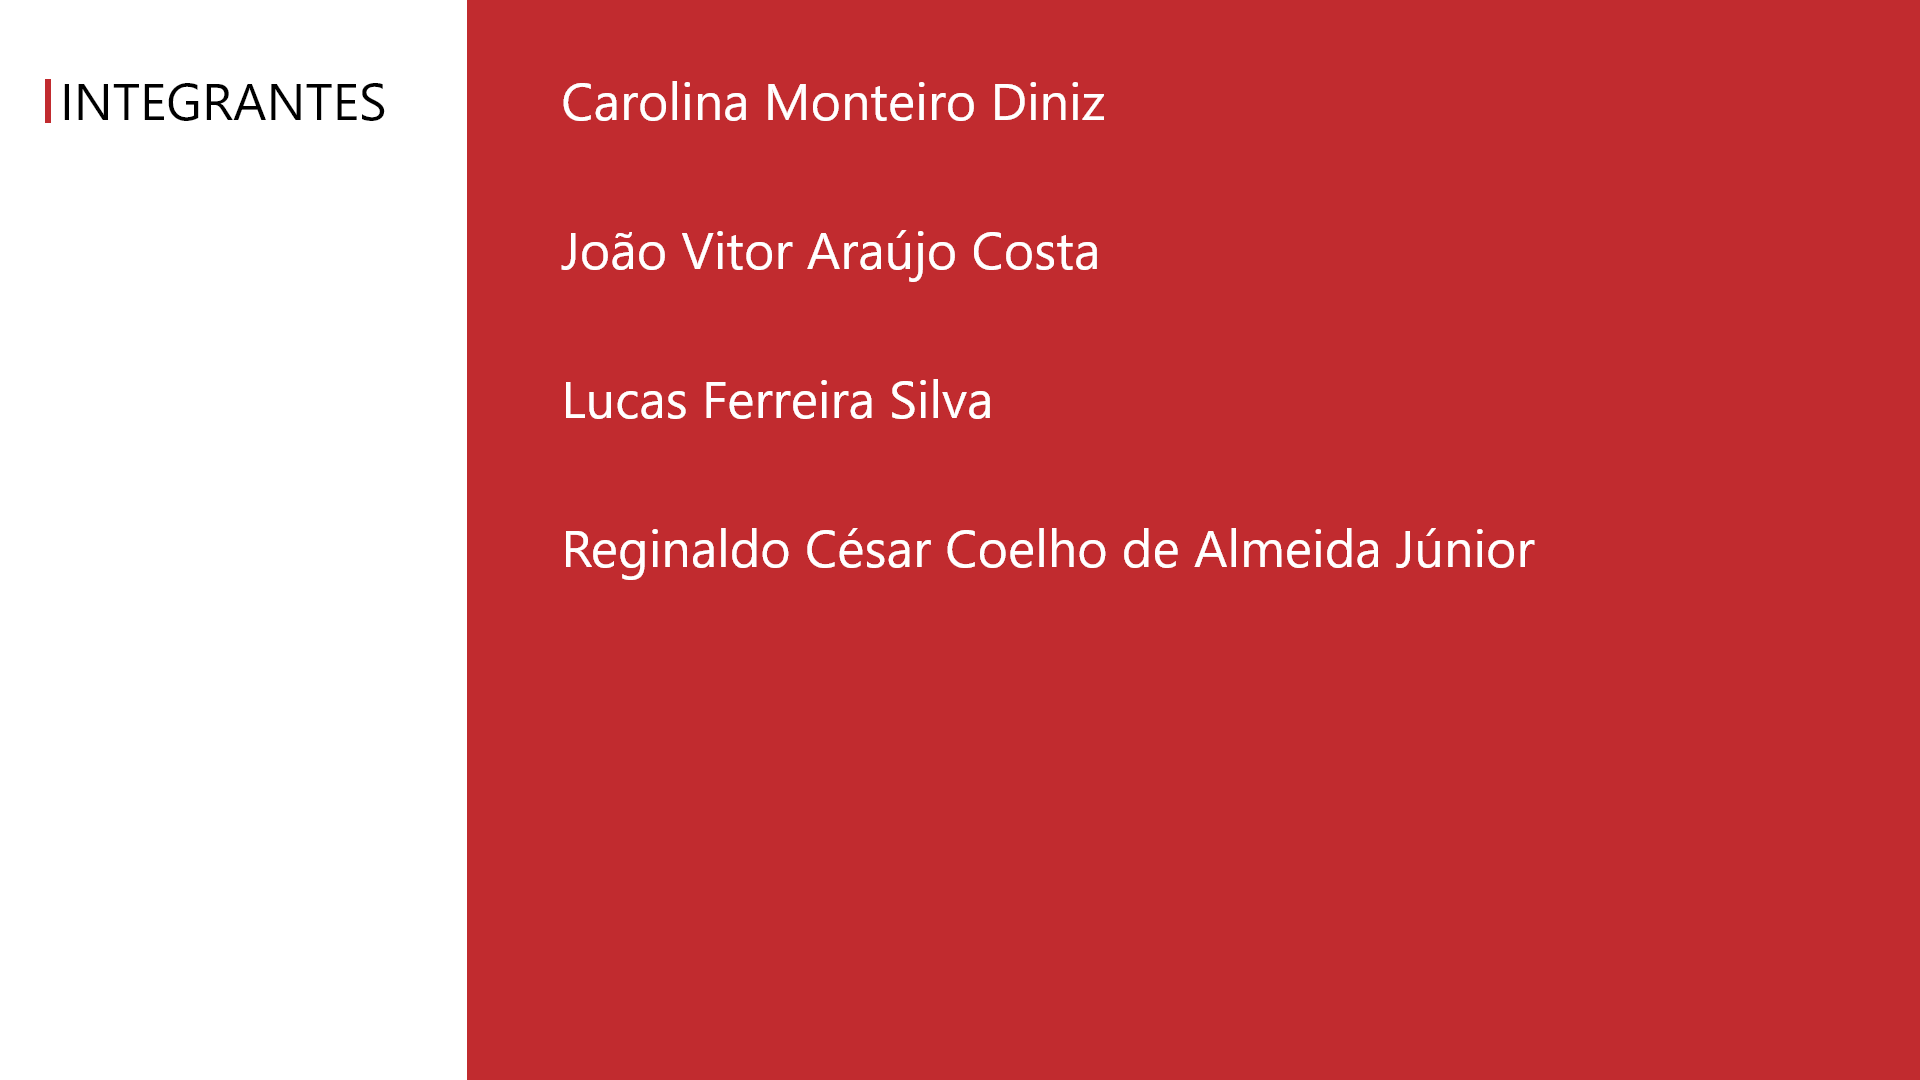 INTEGRANTES
Carolina Monteiro Diniz
João Vitor Araújo Costa
Lucas Ferreira Silva
Reginaldo César Coelho de Almeida Júnior